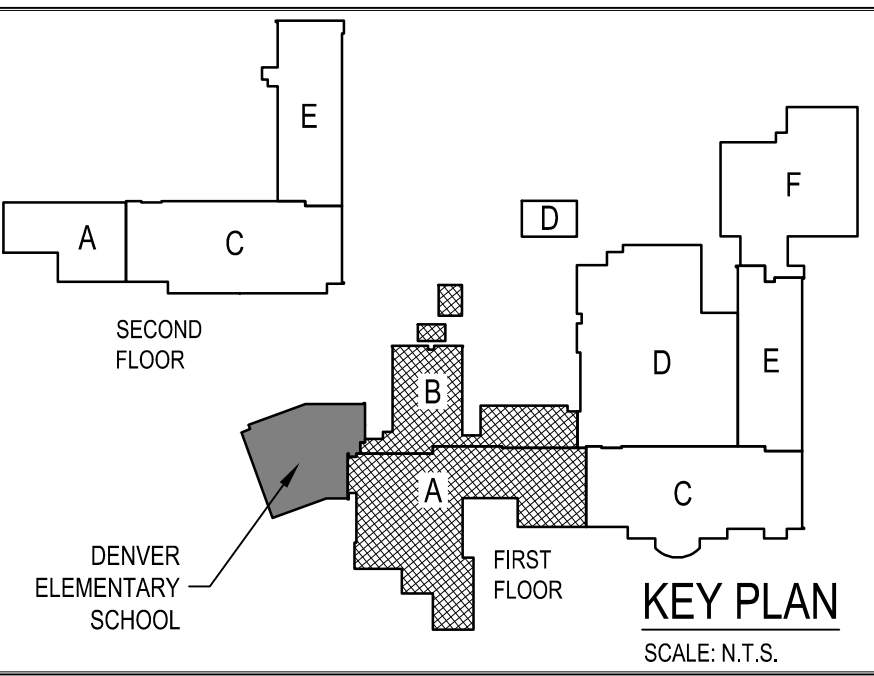 E
A
C
SECOND
FLOOR
F
D
B
D
E
A
C
DENVER
ELEMENTARY
SCHOOL
FIRST
FLOOR
KEY PLAN
SCALE: N.T.S.